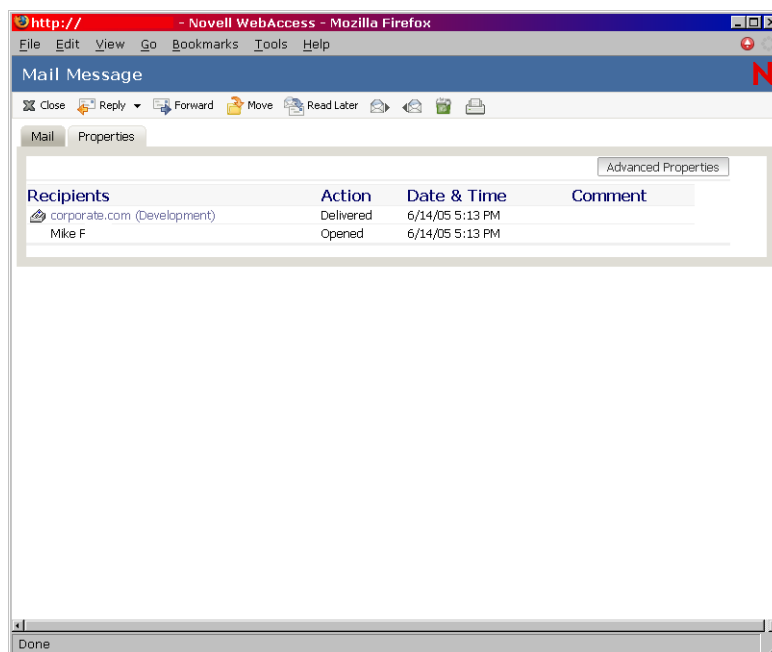 http:// - Novell WebAccess - Mozilla Firefox
File Edit View Go Bookmarks Tools Help
Mail Message
N
Close Reply Forward Move Read Later
Mail Properties
Advanced Properties
Recipients Action Date & Time Comment
corporate.com (Development) Delivered 6/14/05 5:13 PM
Mike F Opened 6/14/05 5:13 PM
Done